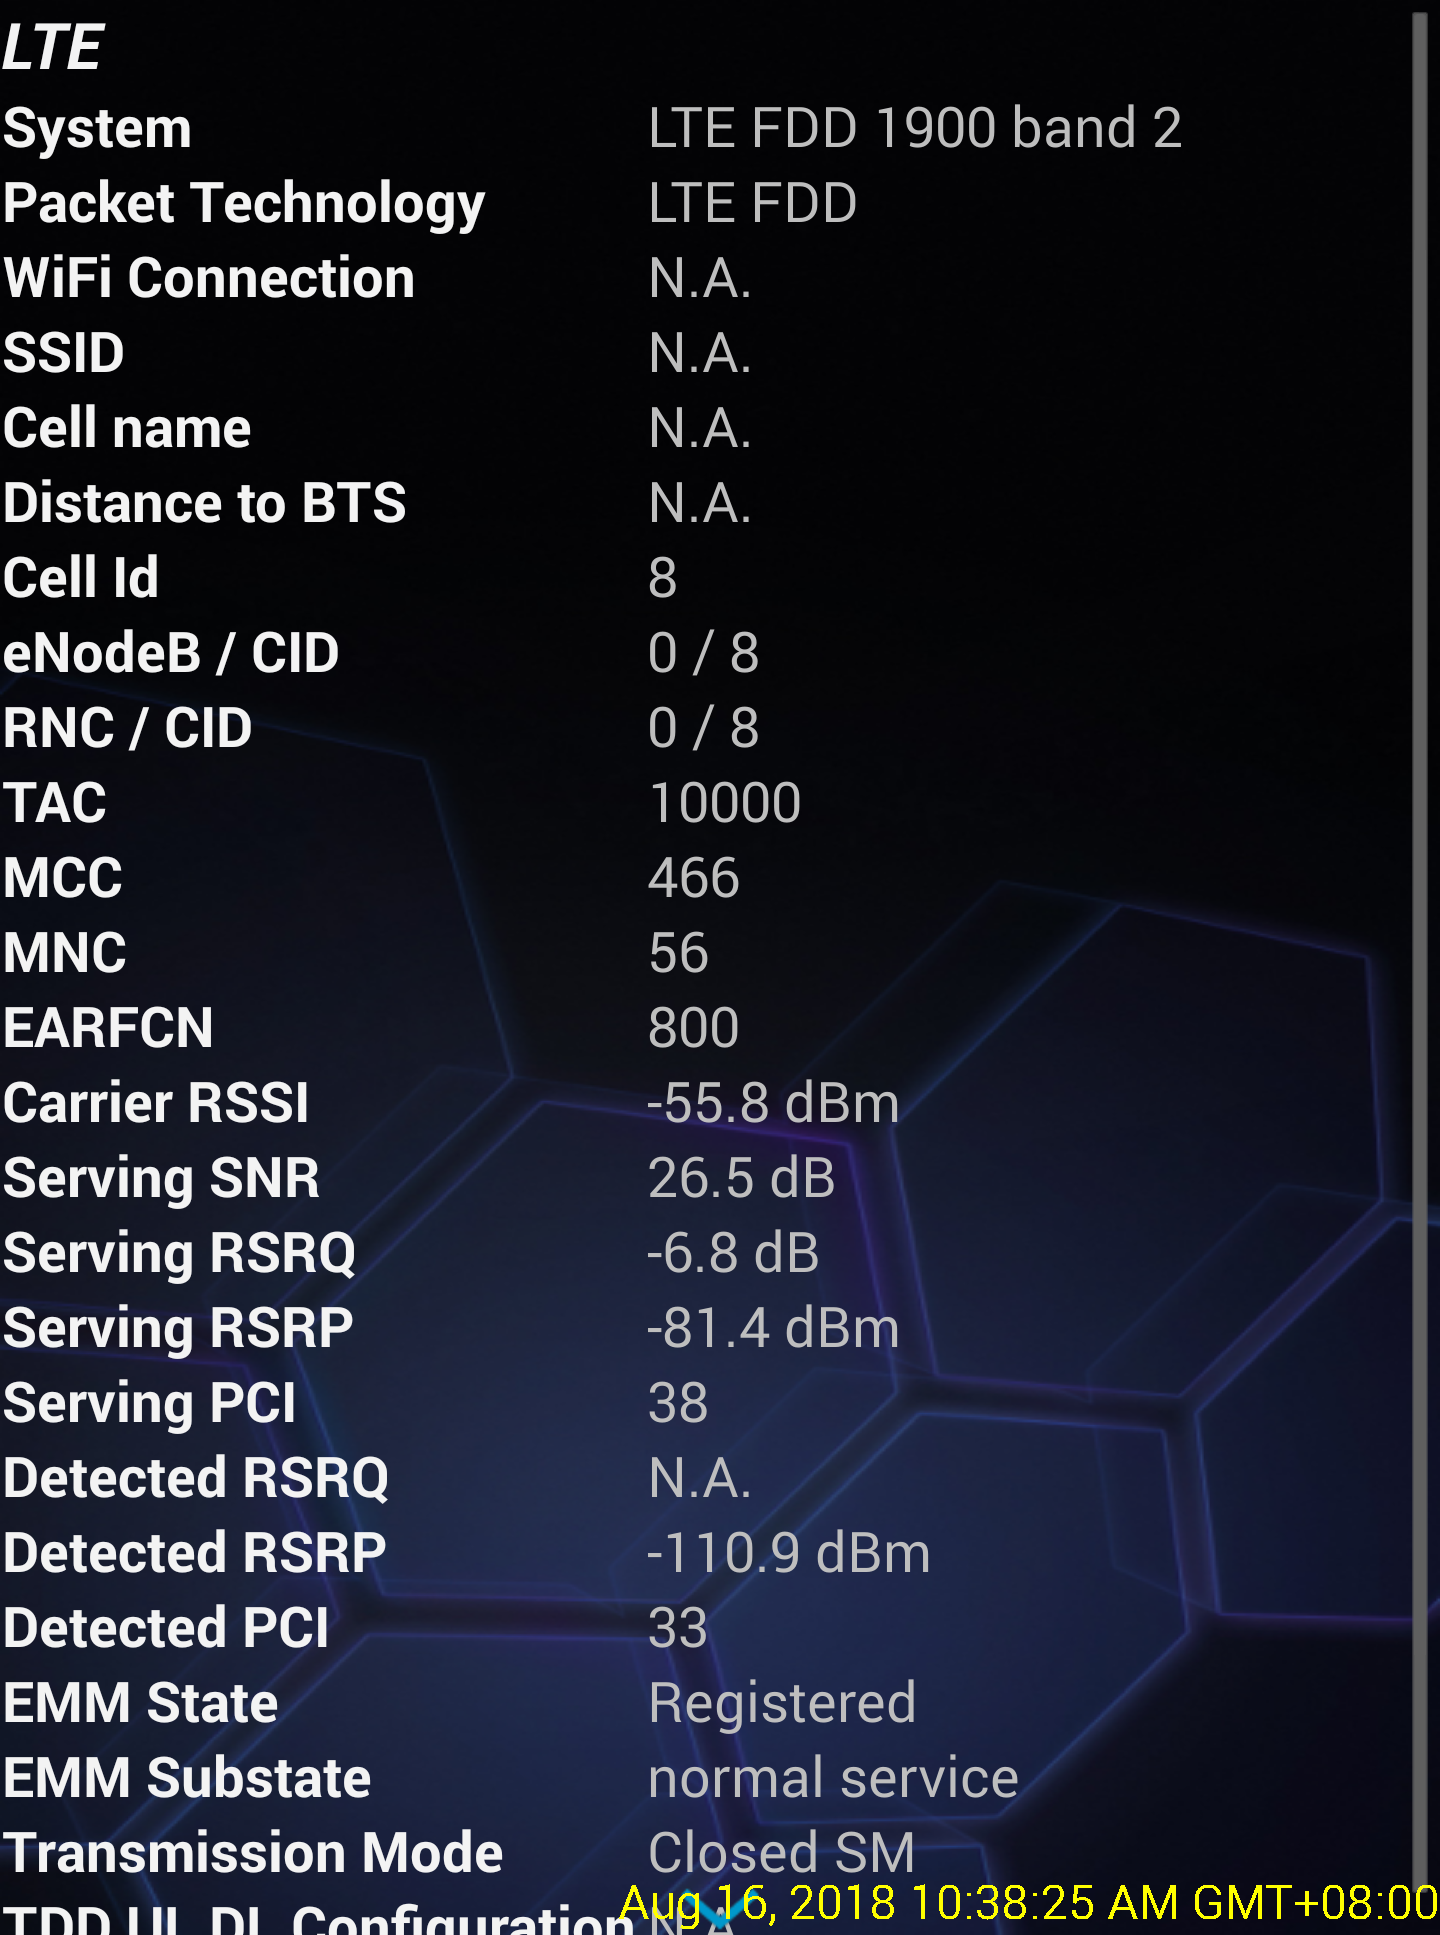 LTE
System LTE FDD 1900 band 2
Packet Technology LTE FDD
WiFi Connection N.A.
SSID N.A.
Cell name N.A.
Distance to BTS N.A.
Cell Id 8
eNodeB / CID 0 / 8
RNC / CID 0 / 8
TAC 10000
MCC 466
MNC 56
EARFCN 800
Carrier RSSI -55.8 dBm
Serving SNR 26.5 dB
Serving RSRQ -6.8 dB
Serving RSRP -81.4 dBm
Serving PCI 38
Detected RSRQ N.A.
Detected RSRP -110.9 dBm
Detected PCI 33
EMM State Registered
EMM Substate normal service
Transmission Mode Closed SM
Aug 16, 2018 10:38:25 AM GMT+08:00
TDD UL DL Configuration